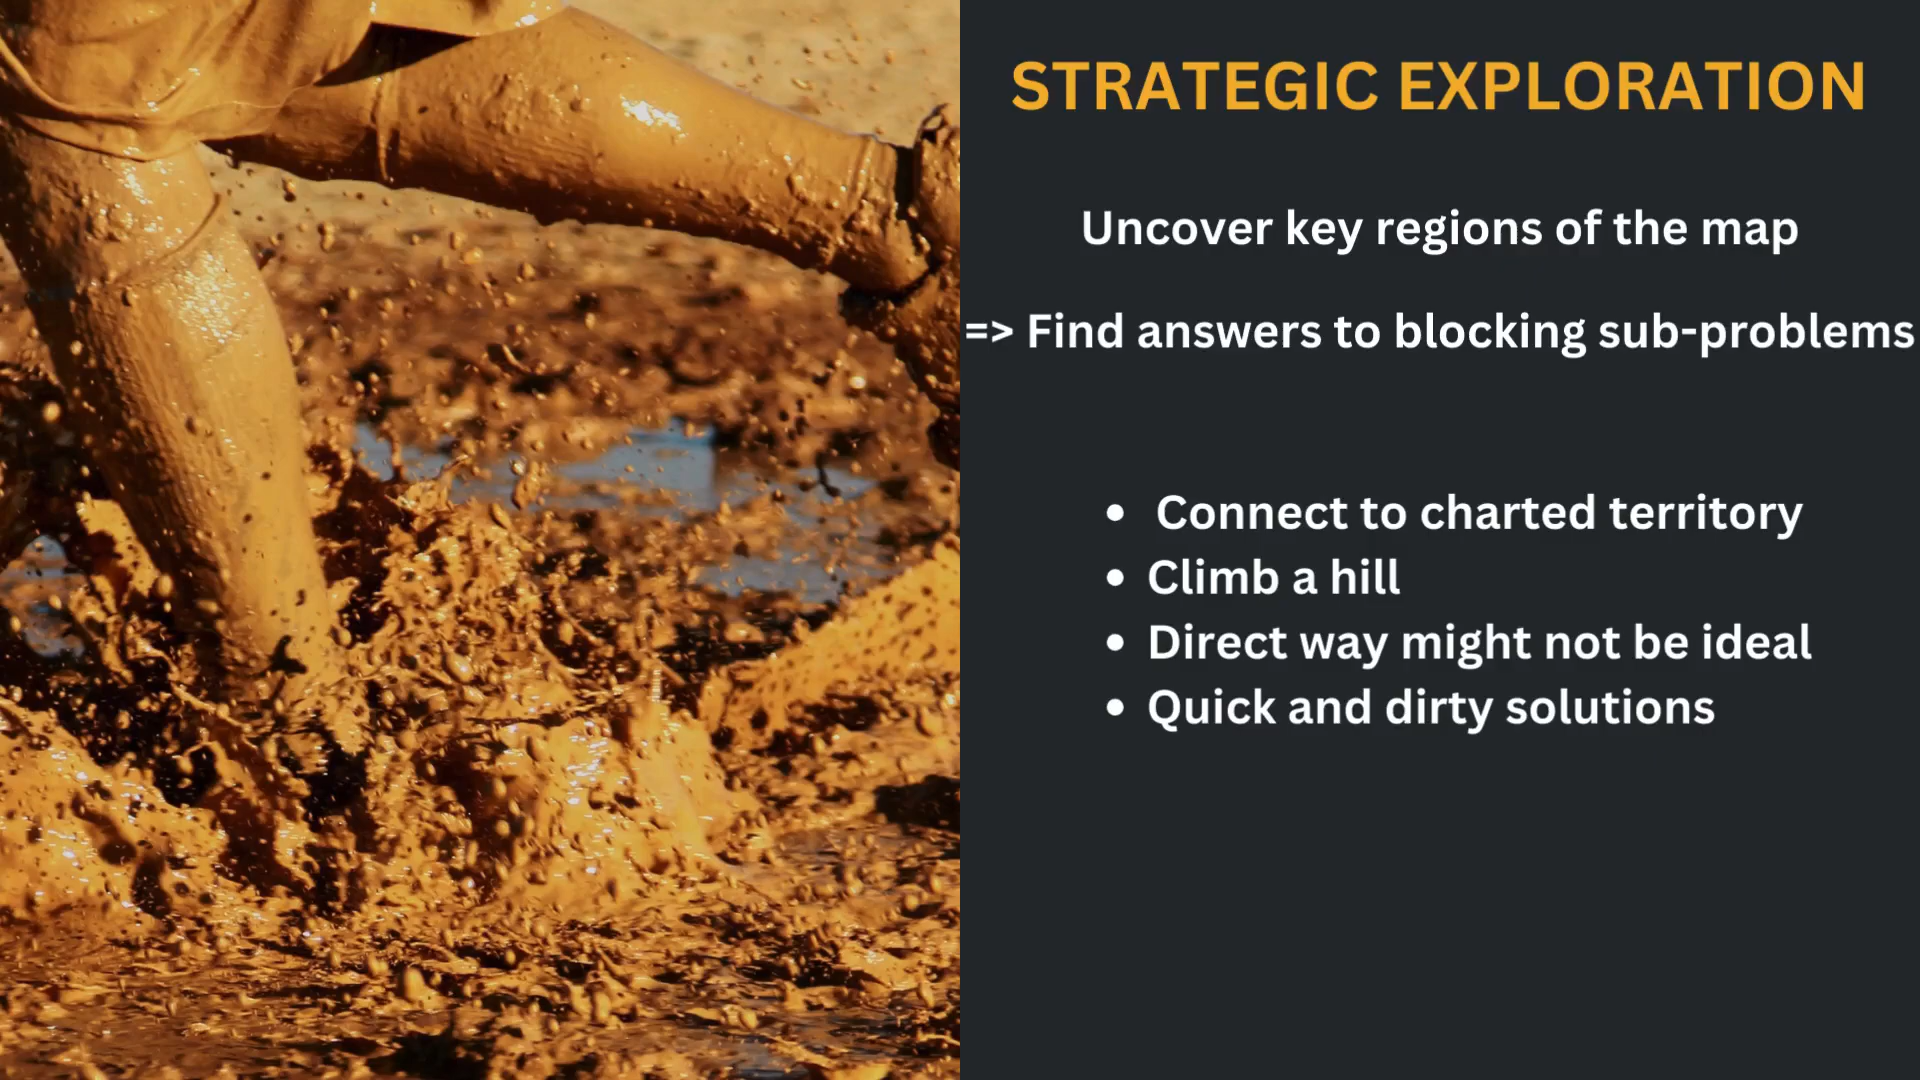 STRATEGIC EXPLORATION
Uncover key regions of the map
=> Find answers to blocking sub-problems
• Connect to charted territory
• Climb a hill
• Direct way might not be ideal
• Quick and dirty solutions